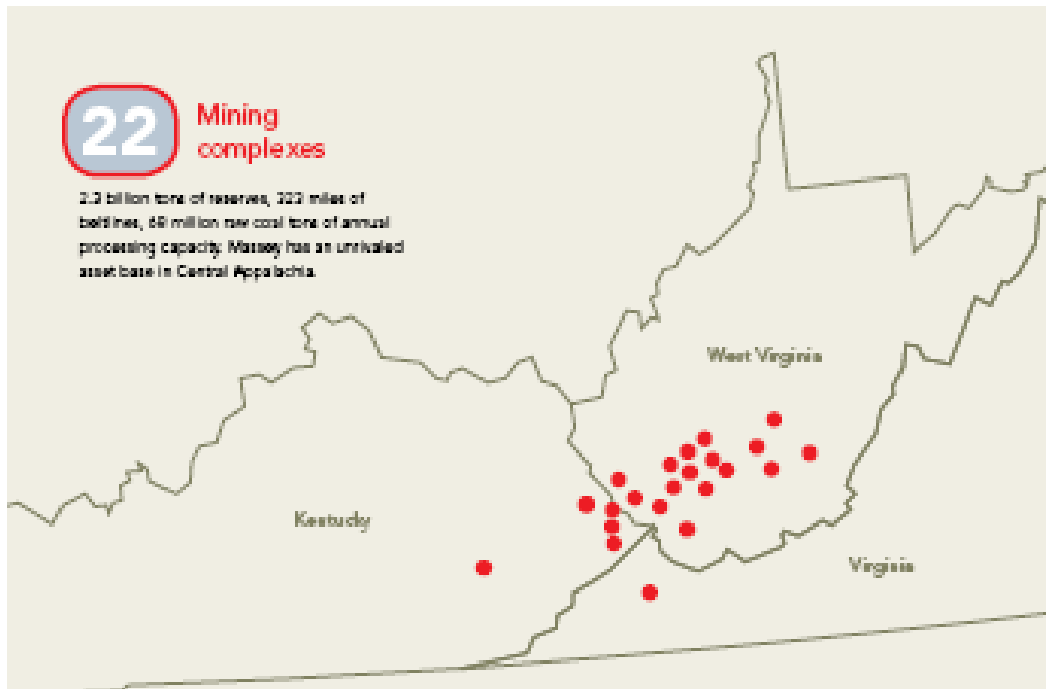 22
Mining
complexes
2.3 billion tons of reserves, 223 miles of
beltlines, 69 million raw coal tons of annual
processing capacity. Massey has an unrivaled
asset base in Central Appalachia.
West Virginia
Kentucky
Virginia